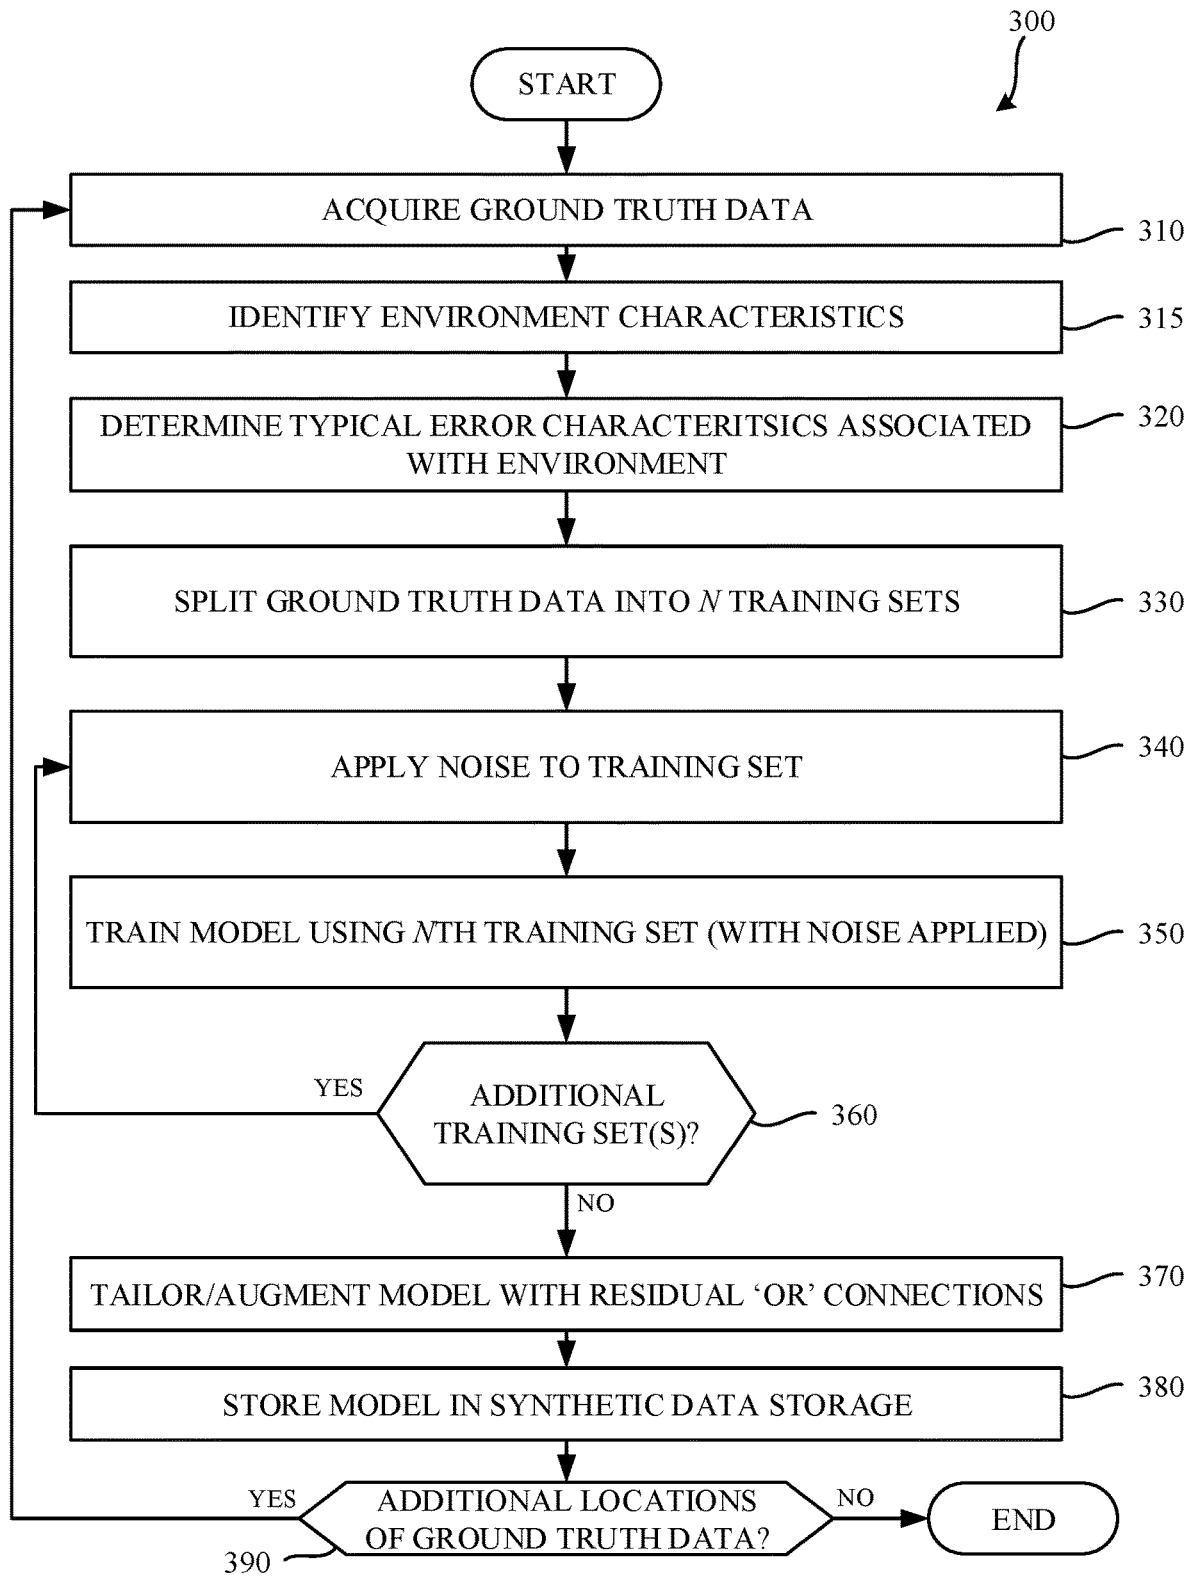 300
START
ACQUIRE GROUND TRUTH DATA
310
IDENTIFY ENVIRONMENT CHARACTERISTICS
315
DETERMINE TYPICAL ERROR CHARACTERITSICS ASSOCIATED
WITH ENVIRONMENT
320
SPLIT GROUND TRUTH DATA INTO N TRAINING SETS
330
APPLY NOISE TO TRAINING SET
340
TRAIN MODEL USING NTH TRAINING SET (WITH NOISE APPLIED)
350
YES
ADDITIONAL
TRAINING SET(S)?
360
NO
TAILOR/AUGMENT MODEL WITH RESIDUAL ‘OR’ CONNECTIONS
370
STORE MODEL IN SYNTHETIC DATA STORAGE
380
YES
ADDITIONAL LOCATIONS
OF GROUND TRUTH DATA?
390
NO
END